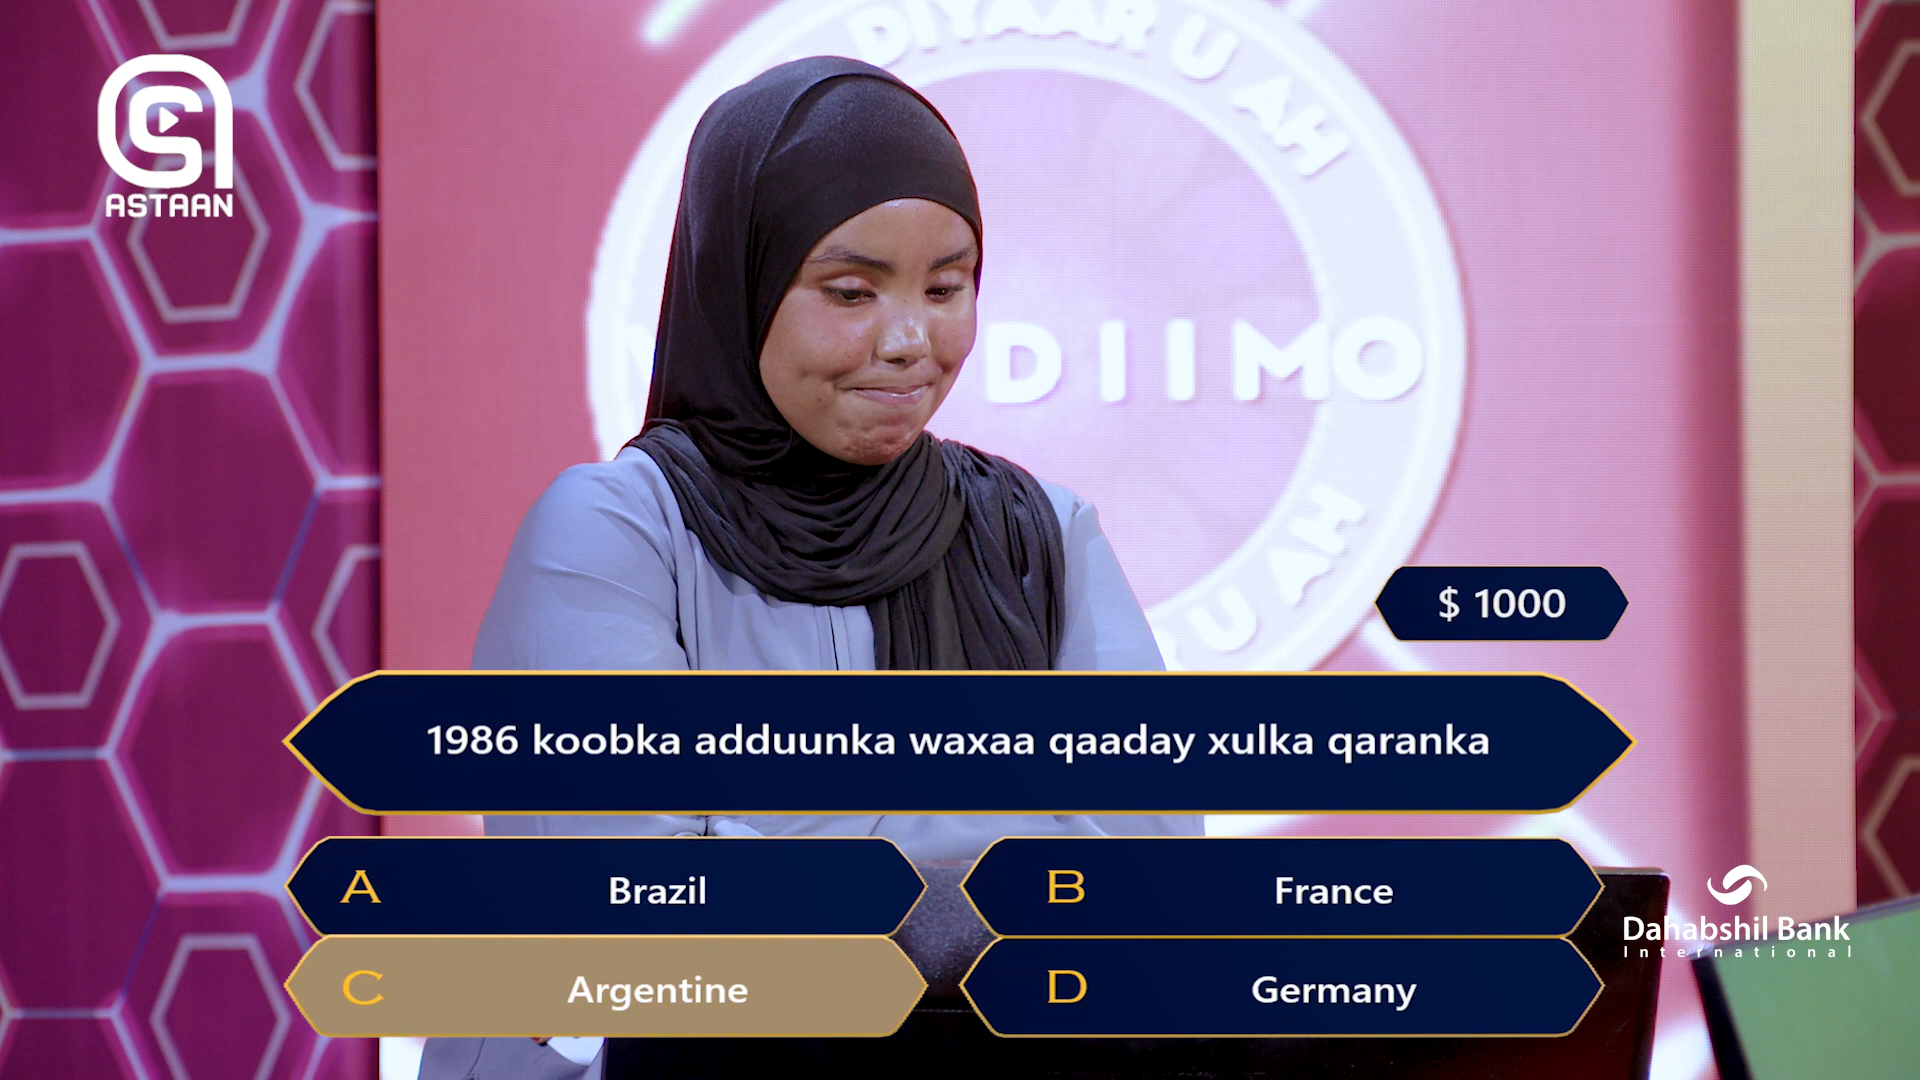 DIYAAR U AH
ASTAAN
DIIMO
U AH
$ 1000
1986 koobka adduunka waxaa qaaday xulka qaranka
A Brazil
B France
C Argentine
D Germany
Dahabshil Bank
International